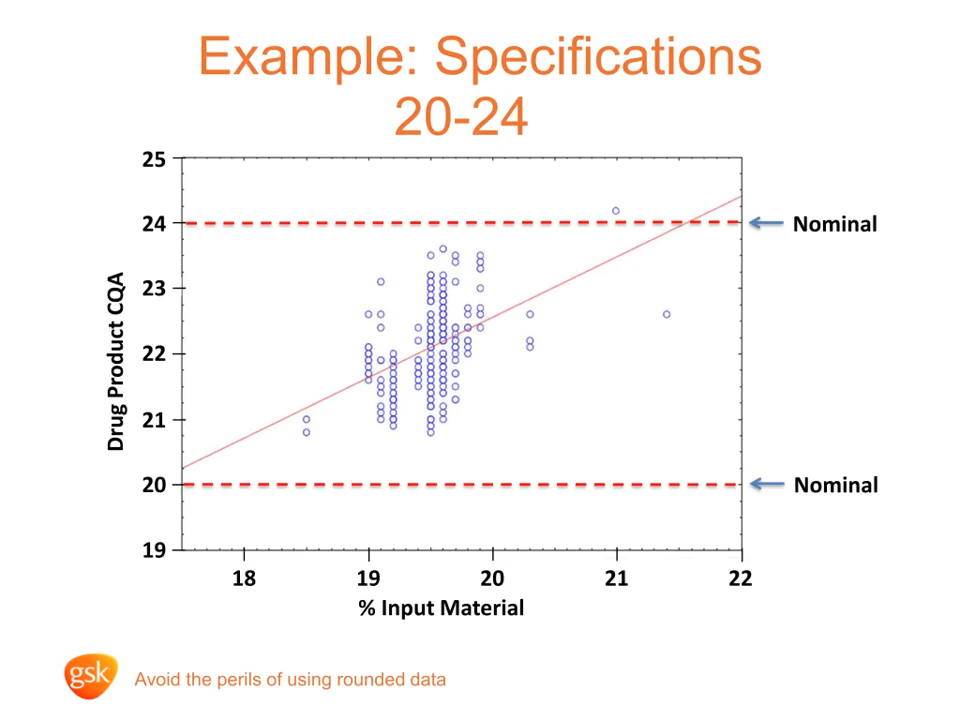 Example: Specifications
20-24
25
24
23
22
21
20
19
Nominal
Nominal
Drug Product CQA
18 19 20 21 22
% Input Material
gsk
Avoid the perils of using rounded data